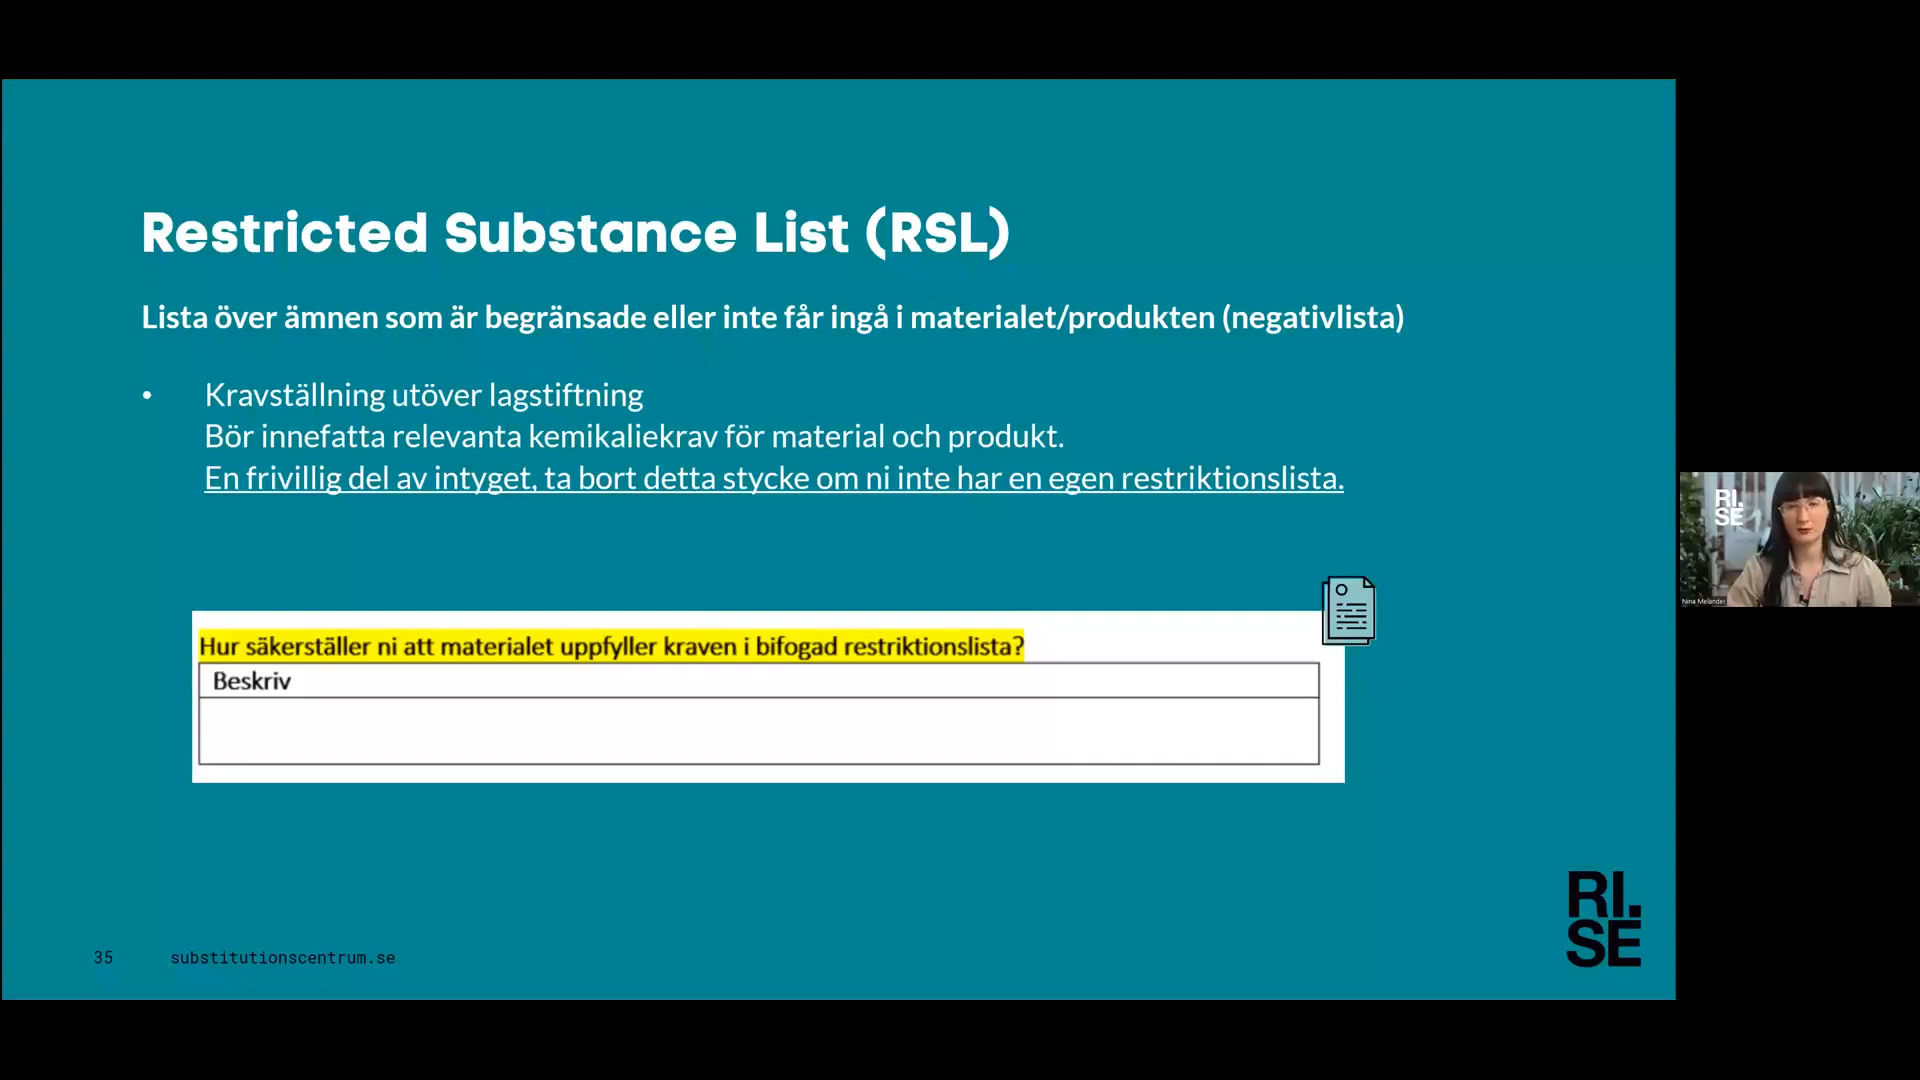 Restricted Substance List (RSL)
Lista över ämnen som är begränsade eller inte får ingå i materialet/produkten (negativlista)
• Kravställning utöver lagstiftning
Bör innefatta relevanta kemikaliekrav för material och produkt.
En frivillig del av intyget, ta bort detta stycke om ni inte har en egen restriktionslista.
RI.
SE
Nina Melander
Hur säkerställer ni att materialet uppfyller kraven i bifogad restriktionslista?
Beskriv
RI.
SE
35 substitutionscentrum.se